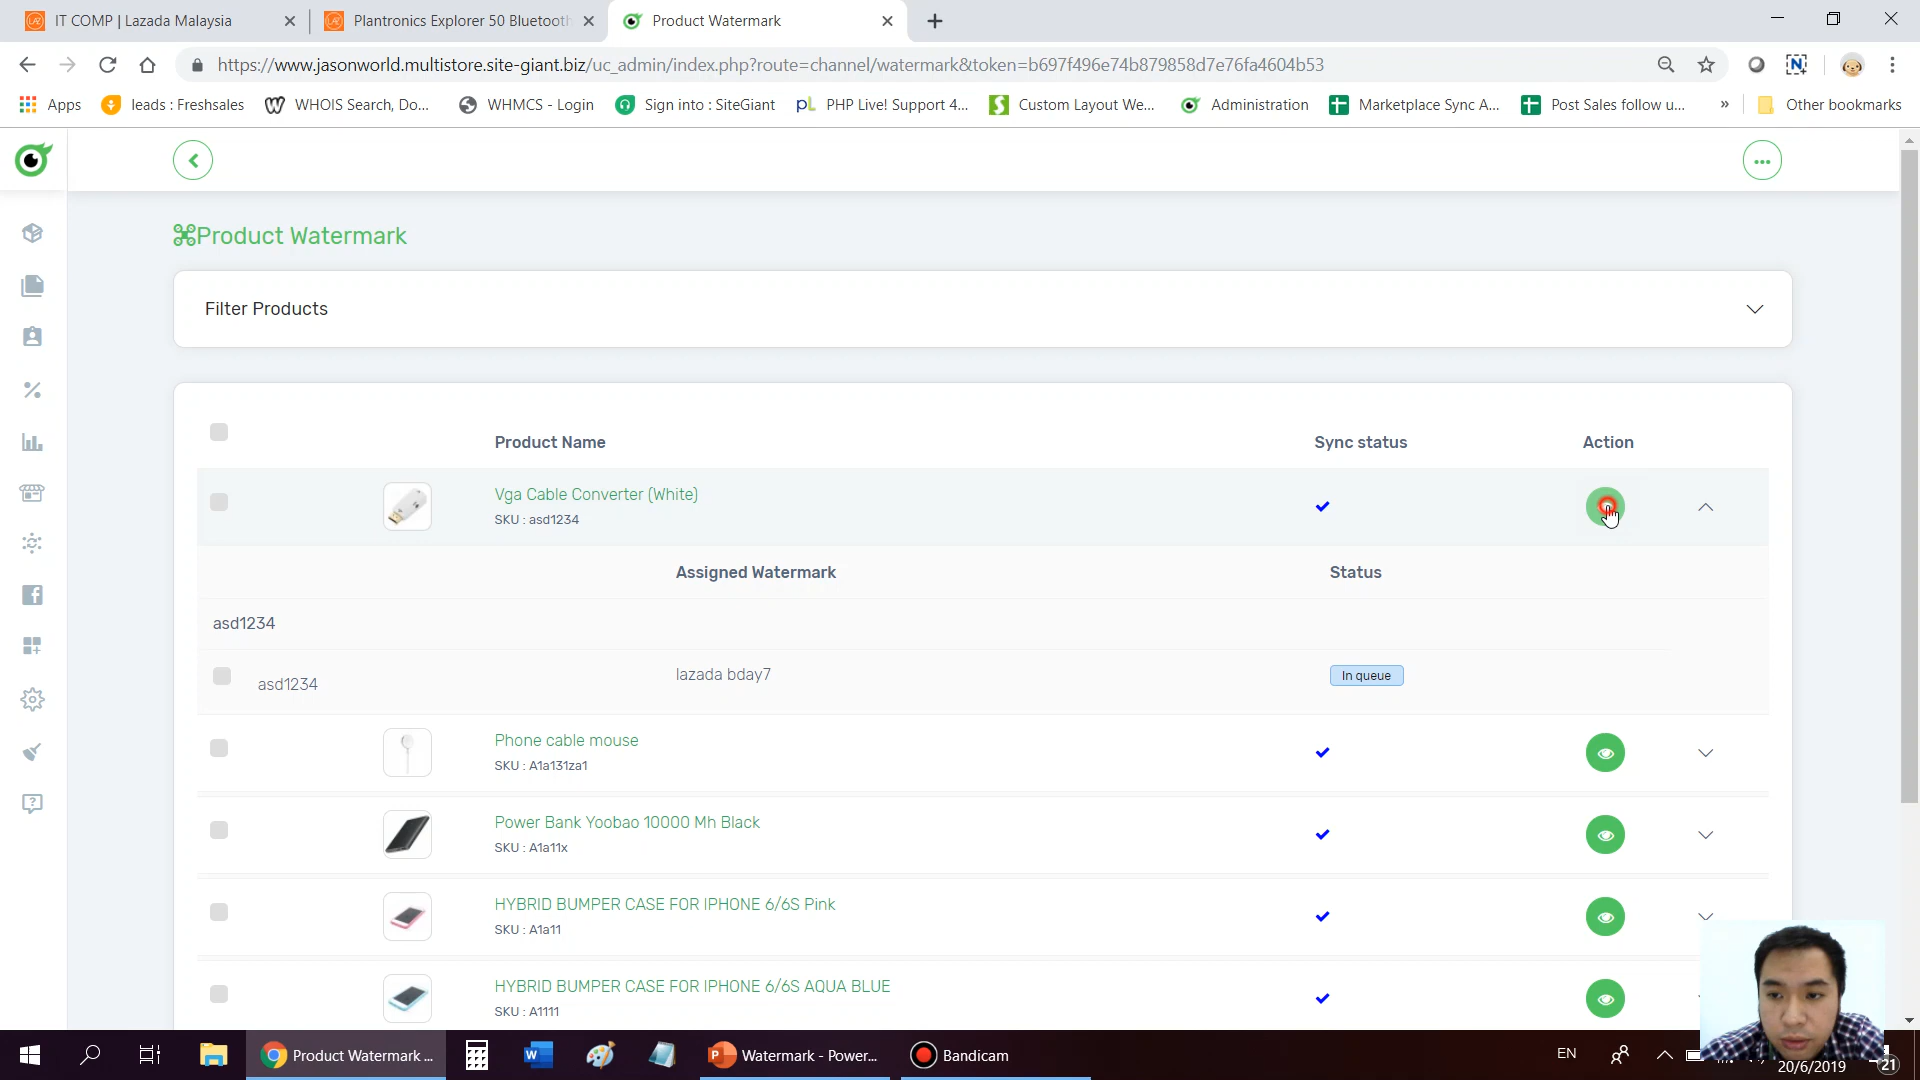 IT COMP | Lazada Malaysia
Plantronics Explorer 50 Bluetooth
Product Watermark
https://www.jasonworld.multistore.site-giant.biz/uc_admin/index.php?route=channel/watermark&token=b697f496e74b879858d7e76fa4604b53
Apps
leads : Freshsales
WHOIS Search, Do...
WHMCS - Login
Sign into : SiteGiant
PHP Live! Support 4...
Custom Layout We...
Administration
Marketplace Sync A...
Post Sales follow u...
»
Other bookmarks
Product Watermark
Filter Products
Product Name
Sync status
Action
Vga Cable Converter (White)
SKU : asd1234
Assigned Watermark
Status
asd1234
asd1234
lazada bday7
In queue
Phone cable mouse
SKU : A1a131za1
Power Bank Yoobao 10000 Mh Black
SKU : A1a11x
HYBRID BUMPER CASE FOR IPHONE 6/6S Pink
SKU : A1a11
HYBRID BUMPER CASE FOR IPHONE 6/6S AQUA BLUE
SKU : A1111
Product Watermark ...
Watermark - Power...
Bandicam
EN
20/6/2019
21